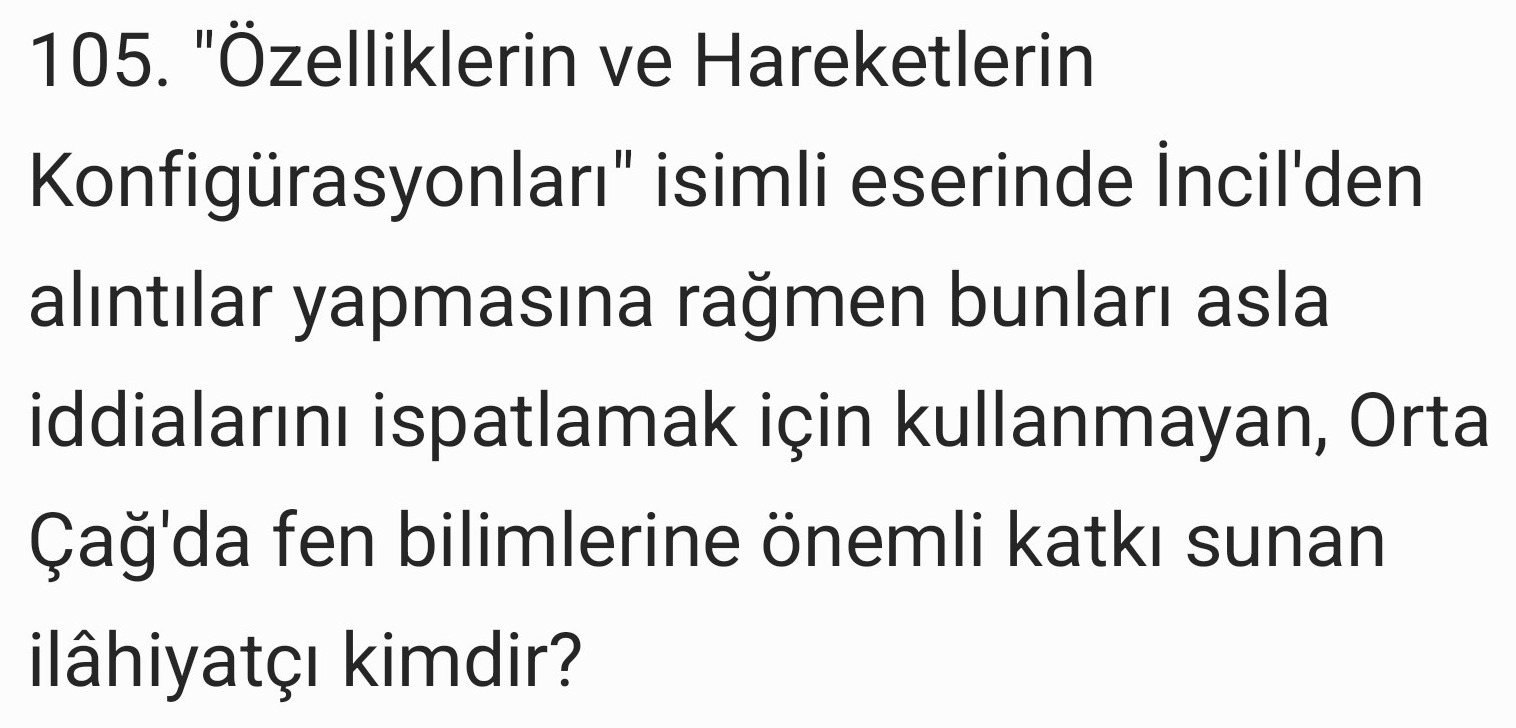 105. "Özelliklerin ve Hareketlerin
Konfigürasyonları" isimli eserinde İncil'den
alıntılar yapmasına rağmen bunları asla
iddialarını ispatlamak için kullanmayan, Orta
Çağ'da fen bilimlerine önemli katkı sunan
ilâhiyatçı kimdir?